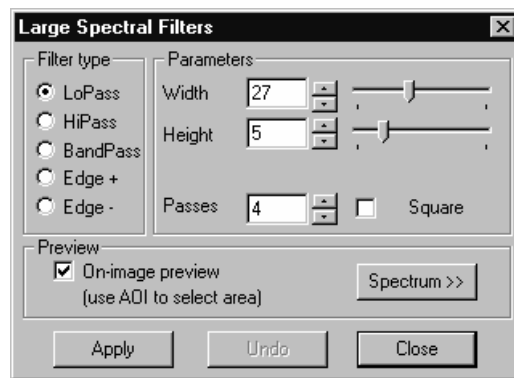 Large Spectral Filters
Filter type
LoPass
HiPass
BandPass
Edge +
Edge -
Parameters
Width 27
Height 5
Passes 4 Square
Preview
On-image preview
(use AOI to select area)
Spectrum >>
Apply Undo Close